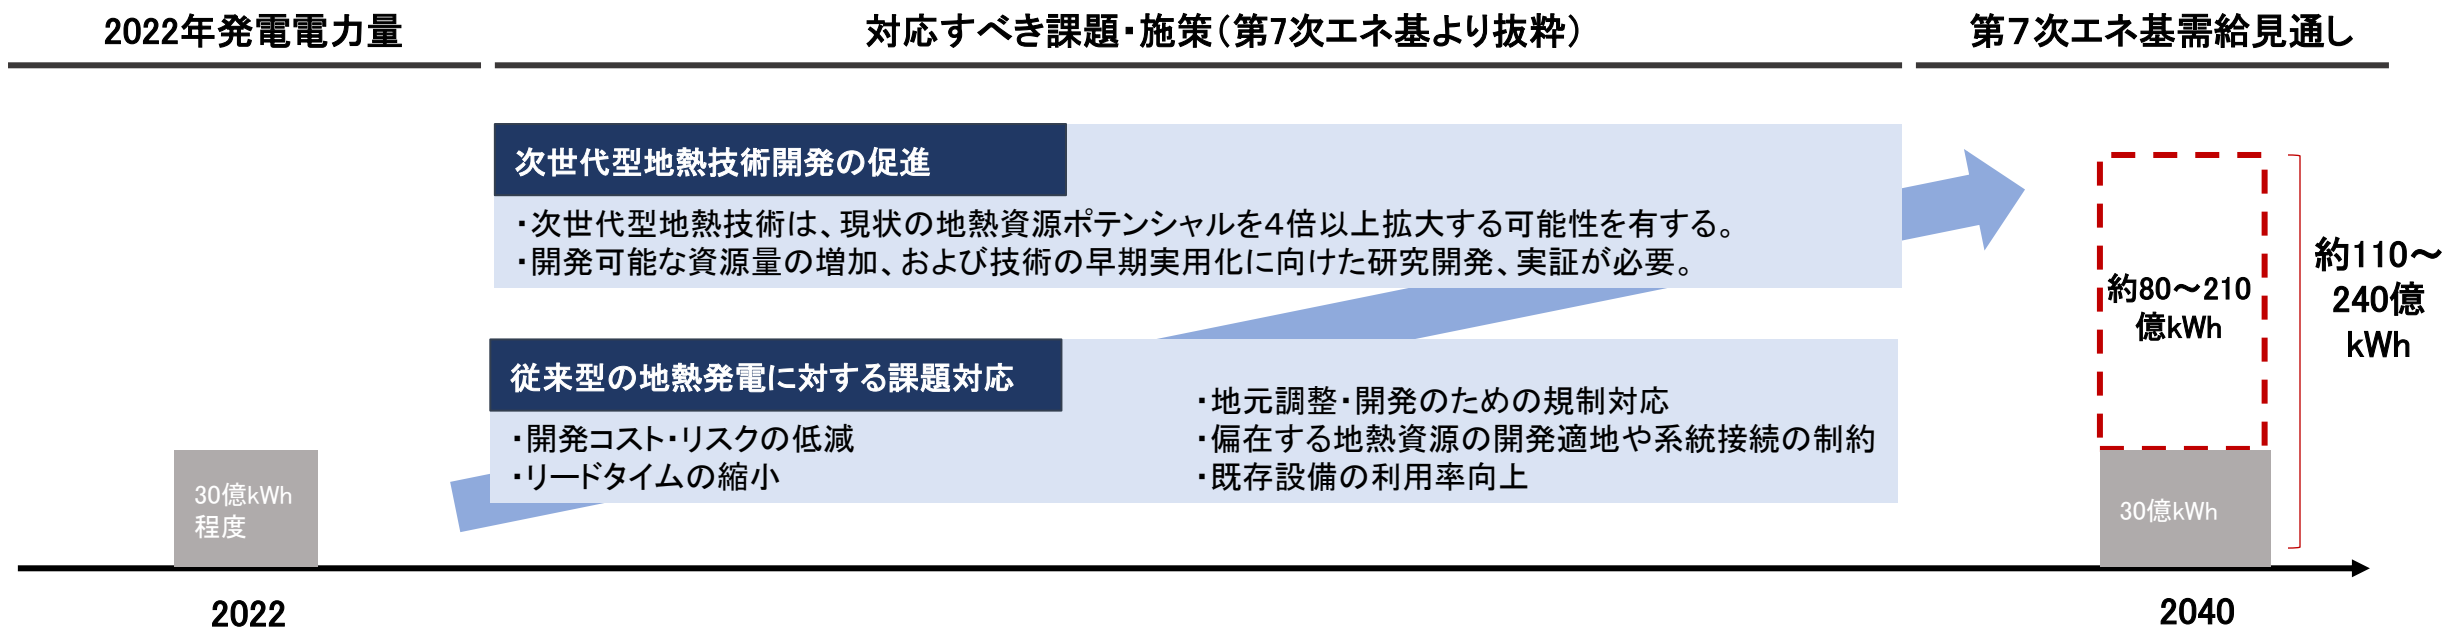 2022年発電電力量
対応すべき課題・施策（第7次エネ基より抜粋）
第７次エネ基需給見通し
次世代型地熱技術開発の促進
・次世代型地熱技術は、現状の地熱資源ポテンシャルを４倍以上拡大する可能性を有する。
・開発可能な資源量の増加、および技術の早期実用化に向けた研究開発、実証が必要。
従来型の地熱発電に対する課題対応
・開発コスト・リスクの低減
・リードタイムの縮小
・地元調整・開発のための規制対応
・偏在する地熱資源の開発適地や系統接続の制約
・既存設備の利用率向上
30億kWh
程度
約80～210
億kWh
30億kWh
約110～
240億
kWh
2022
2040